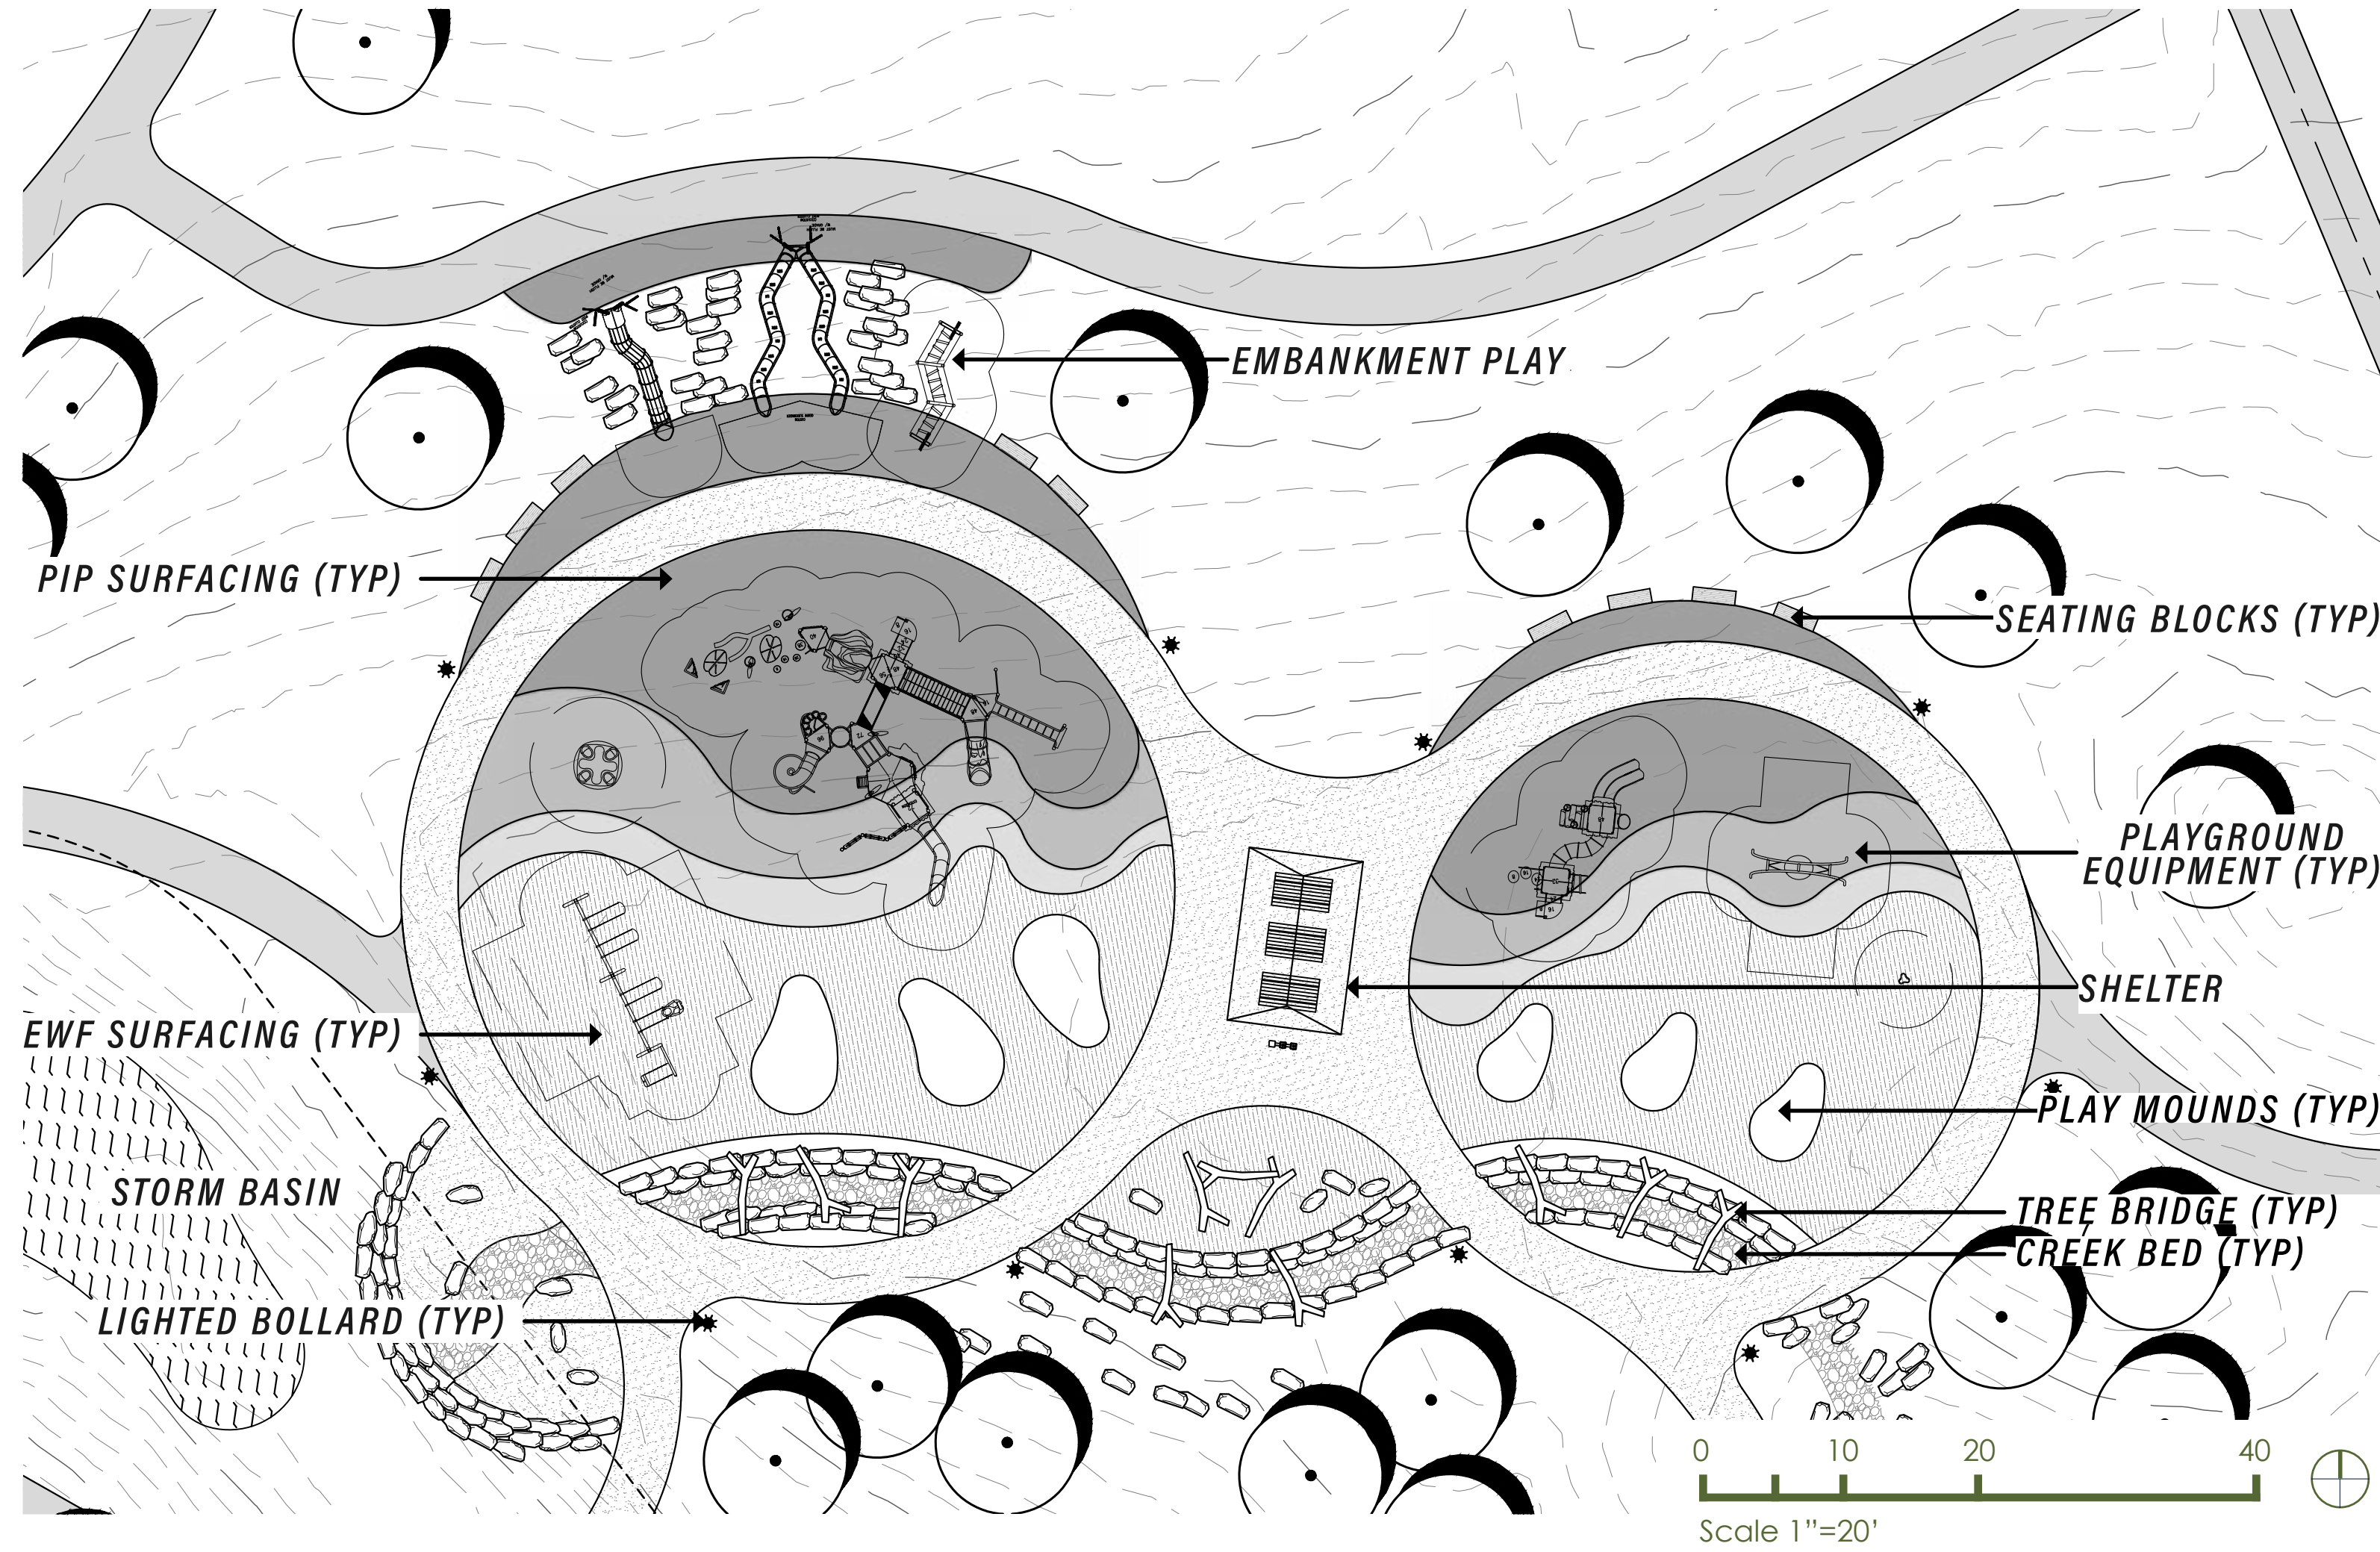 EMBANKMENT PLAY
PIP SURFACING (TYP)
SEATING BLOCKS (TYP)
PLAYGROUND
EQUIPMENT (TYP)
SHELTER
EWF SURFACING (TYP)
PLAY MOUNDS (TYP)
STORM BASIN
TREE BRIDGE (TYP)
CREEK BED (TYP)
LIGHTED BOLLARD (TYP)
0 10 20 40
Scale 1”=20’